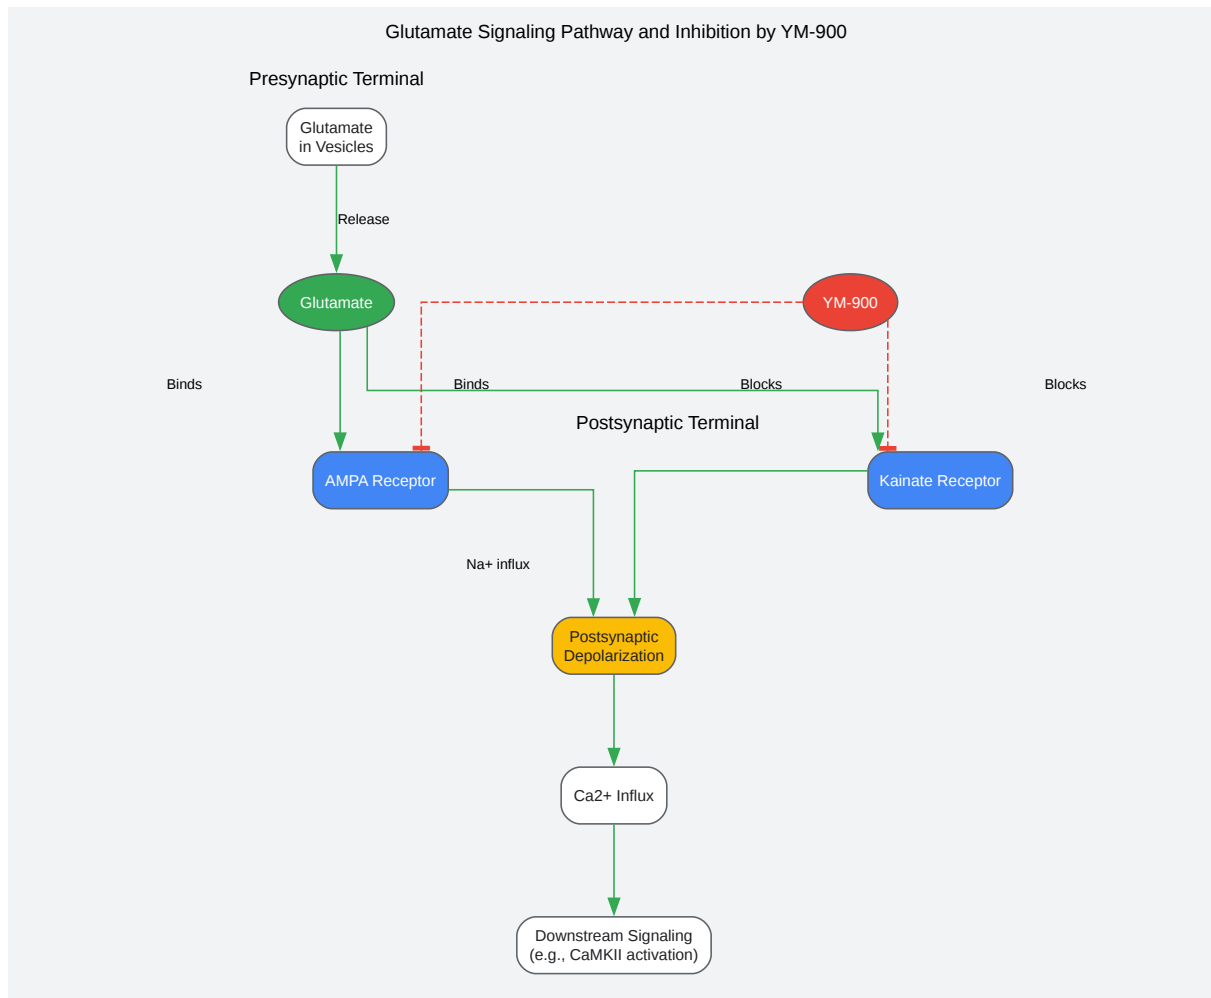 Glutamate Signaling Pathway and Inhibition by YM-900
Presynaptic Terminal
Glutamate
in Vesicles
Release
Glutamate
YM-900
Binds
Binds
Blocks
Blocks
Postsynaptic Terminal
AMPA Receptor
Kainate Receptor
Na+ influx
Postsynaptic
Depolarization
Ca2+ Influx
Downstream Signaling
(e.g., CaMKII activation)